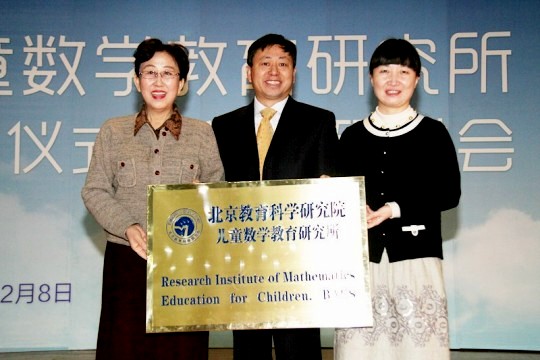 童数学教育研究所
仪式
会
2月8日
北京教育科学研究院
儿童数学教育研究所
Research Institute of Mathematics
Education for Children,